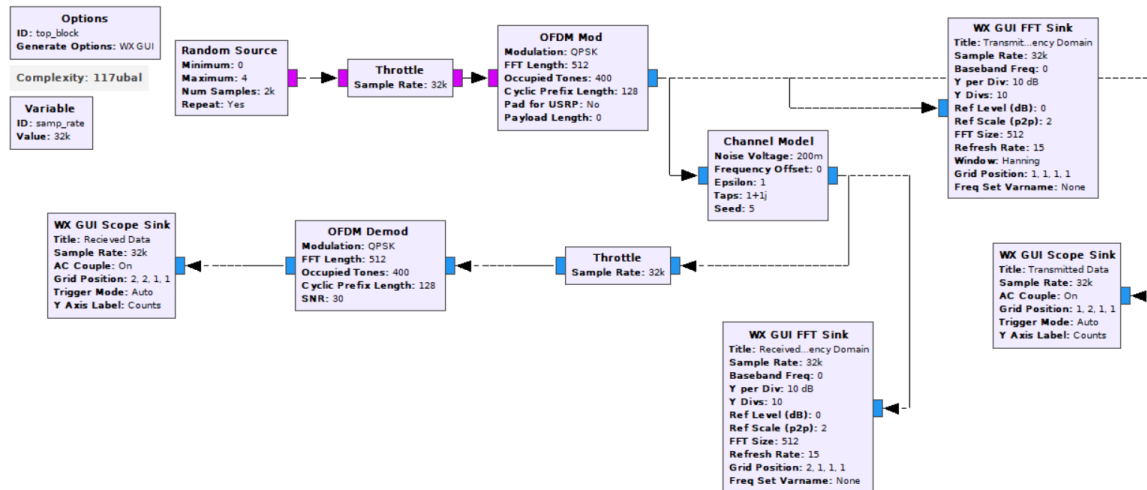 Options
ID: top_block
Generate Options: WX GUI
Complexity: 117ubal
Variable
ID: samp_rate
Value: 32k
Random Source
Minimum: 0
Maximum: 4
Num Samples: 2k
Repeat: Yes
Throttle
Sample Rate: 32k
OFDM Mod
Modulation: QPSK
FFT Length: 512
Occupied Tones: 400
Cyclic Prefix Length: 128
Pad for USRP: No
Payload Length: 0
WX GUI FFT Sink
Title: Transmit...ency Domain
Sample Rate: 32k
Baseband Freq: 0
Y per Div: 10 dB
Y Divs: 10
Ref Level (dB): 0
Ref Scale (p2p): 2
FFT Size: 512
Refresh Rate: 15
Window: Hanning
Grid Position: 1, 1, 1, 1
Freq Set Varname: None
Channel Model
Noise Voltage: 200m
Frequency Offset: 0
Epsilon: 1
Taps: 1+1j
Seed: 5
WX GUI Scope Sink
Title: Recieved Data
Sample Rate: 32k
AC Couple: On
Grid Position: 2, 2, 1, 1
Trigger Mode: Auto
Y Axis Label: Counts
OFDM Demod
Modulation: QPSK
FFT Length: 512
Occupied Tones: 400
Cyclic Prefix Length: 128
SNR: 30
Throttle
Sample Rate: 32k
WX GUI Scope Sink
Title: Transmitted Data
Sample Rate: 32k
AC Couple: On
Grid Position: 1, 2, 1, 1
Trigger Mode: Auto
Y Axis Label: Counts
WX GUI FFT Sink
Title: Received...ency Domain
Sample Rate: 32k
Baseband Freq: 0
Y per Div: 10 dB
Y Divs: 10
Ref Level (dB): 0
Ref Scale (p2p): 2
FFT Size: 512
Refresh Rate: 15
Grid Position: 2, 1, 1, 1
Freq Set Varname: None